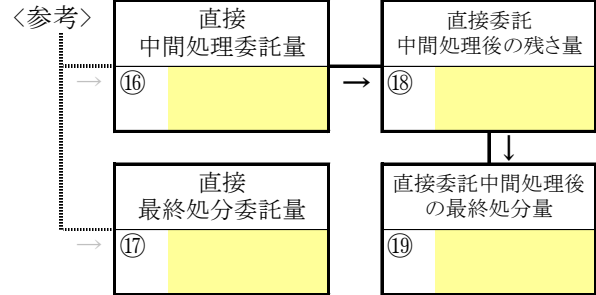 〈参考〉
直接
中間処理委託量
→
⑯
→
直接委託
中間処理後の残さ量
⑱
↓
直接
最終処分委託量
→
⑰
直接委託中間処理後
の最終処分量
⑲